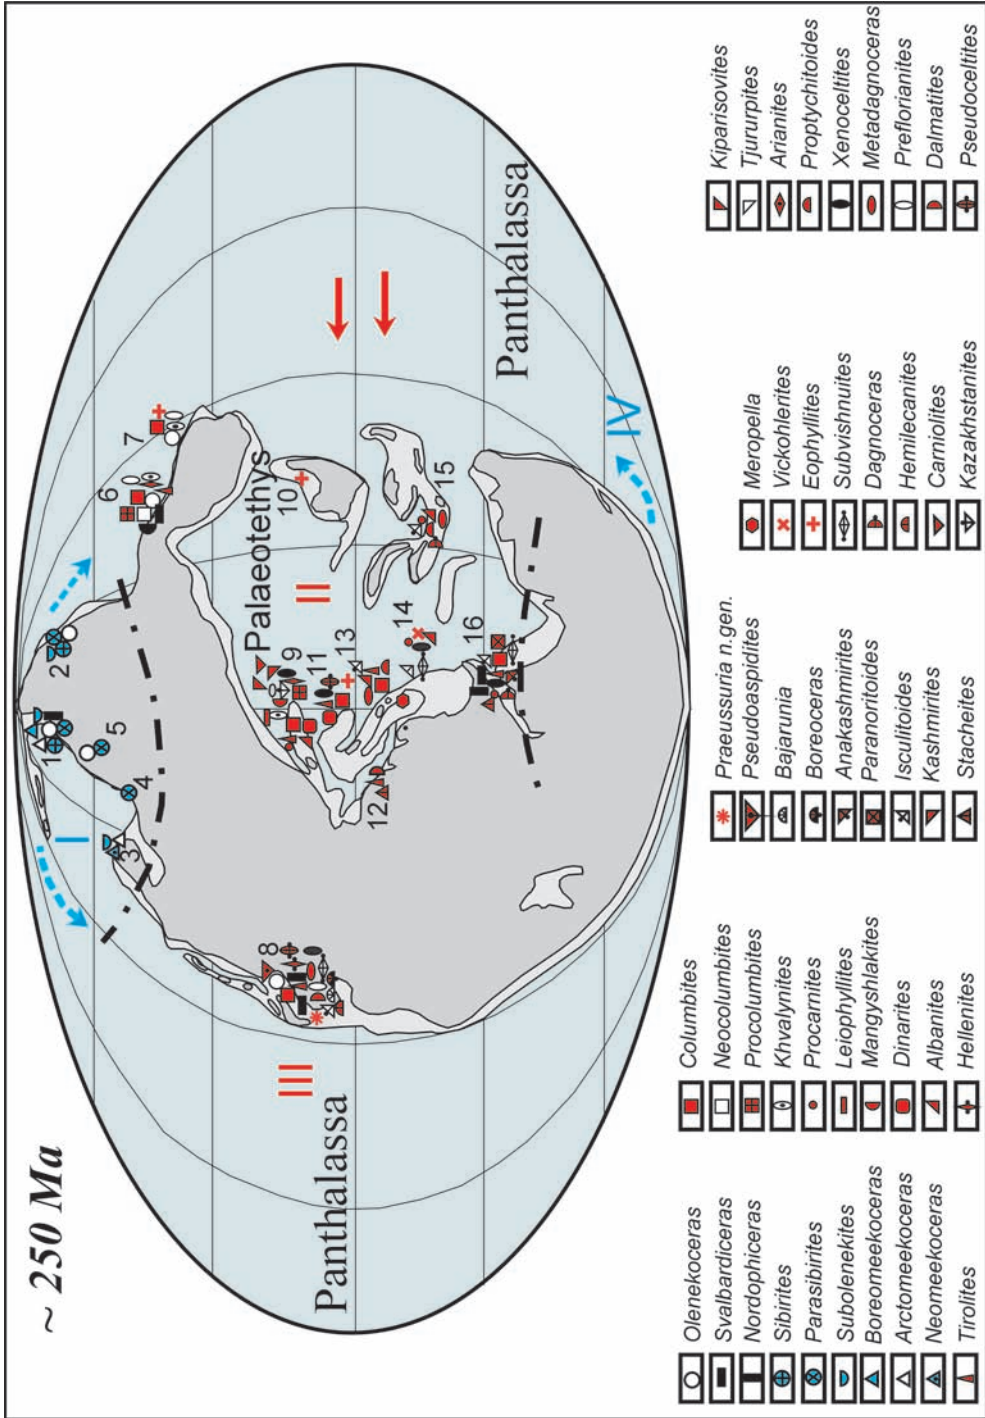 ~ 250 Ma
Panthalassa
III
Panthalassa
IV
Palaeotethys
II
I
1
2
3
4
5
6
7
8
9
10
11
12
13
14
15
16
Olenekoceras
Svalbardiceras
Nordophiceras
Sibirites
Parasibirites
Subolenekites
Boreomeekoceras
Arctomeekoceras
Neomeekoceras
Tirolites
Columbites
Neocolumbites
Procolumbites
Khvalynites
Procarnites
Leiophyllites
Mangyshlakites
Dinarites
Albanites
Hellenites
Praeussuria n.gen.
Pseudoaspidites
Bajarunia
Boreoceras
Anakashmirites
Paranoritoides
Isculitoides
Kashmirites
Stacheites
Meropella
Vickohlerites
Eophyllites
Subvishnuites
Dagnoceras
Hemilecanites
Carniolites
Kazakhstanites
Kiparisovites
Tjururpites
Arianites
Proptychitoides
Xenoceltites
Metadagnoceras
Preflorianites
Dalmatites
Pseudoceltites